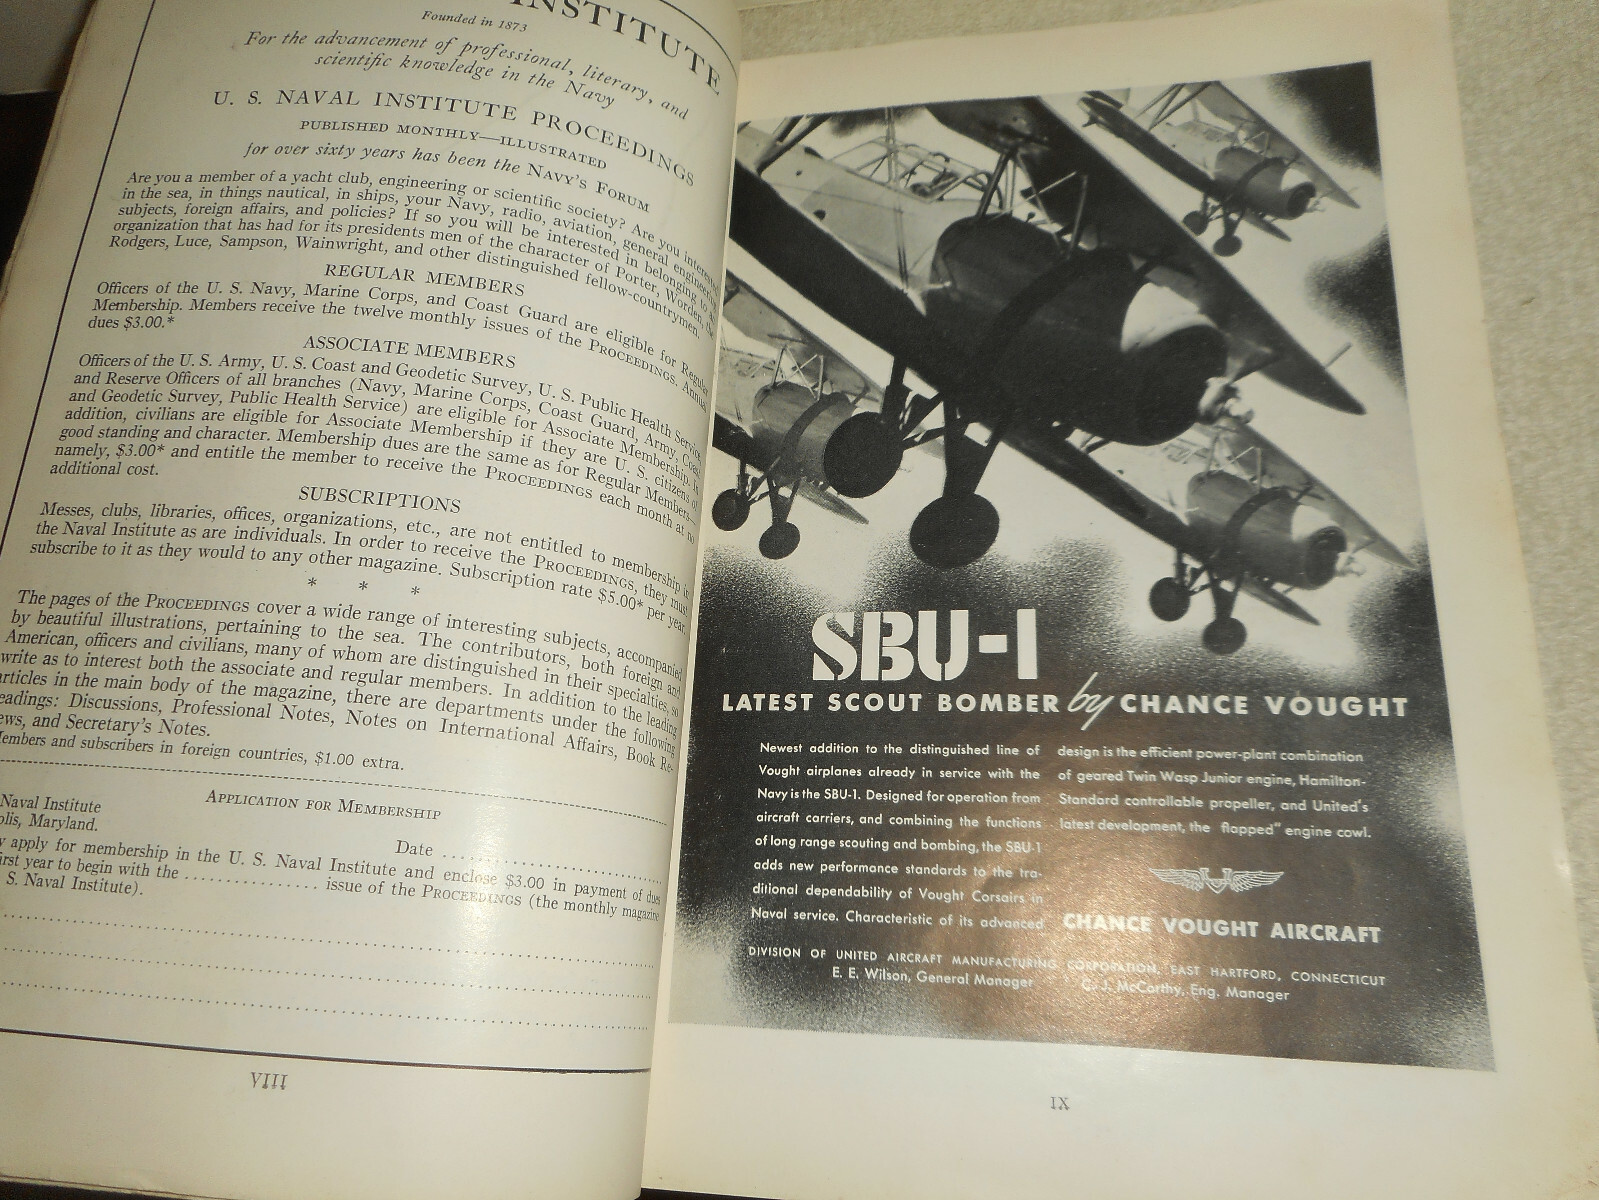 INSTITUTE
Founded in 1873
For the advancement of professional, literary, and
scientific knowledge in the Navy
U. S. NAVAL INSTITUTE PROCEEDINGS
PUBLISHED MONTHLY—ILLUSTRATED
for over sixty years has been the NAVY'S FORUM
Are you a member of a yacht club, engineering or scientific society? Are you
in the sea, in things nautical, in ships, your Navy, radio, aviation, general
subjects, foreign affairs, and policies? If so you will be interested in belonging to
organization that has had for its presidents men of the character of Porter, Worden,
Rodgers, Luce, Sampson, Wainwright, and other distinguished fellow-countrymen.
REGULAR MEMBERS
Officers of the U. S. Navy, Marine Corps, and Coast Guard are eligible for Regular
Membership. Members receive the twelve monthly issues of the PROCEEDINGS. Annual
dues $3.00.*
ASSOCIATE MEMBERS
Officers of the U. S. Army, U. S. Coast and Geodetic Survey, U. S. Public Health Service,
and Reserve Officers of all branches (Navy, Marine Corps, Coast Guard, Army, Coast
and Geodetic Survey, Public Health Service) are eligible for Associate Membership. In
addition, civilians are eligible for Associate Membership if they are U. S. citizens of
good standing and character. Membership dues are the same as for Regular Members—
namely, $3.00* and entitle the member to receive the PROCEEDINGS each month at no
additional cost.
SUBSCRIPTIONS
Messes, clubs, libraries, offices, organizations, etc., are not entitled to membership in
the Naval Institute as are individuals. In order to receive the PROCEEDINGS, they must
subscribe to it as they would to any other magazine. Subscription rate $5.00* per year.
* * *
The pages of the PROCEEDINGS cover a wide range of interesting subjects, accompanied
by beautiful illustrations, pertaining to the sea. The contributors, both foreign and
American, officers and civilians, many of whom are distinguished in their specialties, so
write as to interest both the associate and regular members. In addition to the leading
rticles in the main body of the magazine, there are departments under the following
eadings: Discussions, Professional Notes, Notes on International Affairs, Book Re-
ews, and Secretary's Notes.
embers and subscribers in foreign countries, $1.00 extra.
APPLICATION FOR MEMBERSHIP
Naval Institute
olis, Maryland.
Date
y apply for membership in the U. S. Naval Institute and enclose $3.00 in payment of dues
irst year to begin with the ................ issue of the PROCEEDINGS (the monthly magazine
S. Naval Institute).
VIII
SBU-1
LATEST SCOUT BOMBER by CHANCE VOUGHT
Newest addition to the distinguished line of
Vought airplanes already in service with the
Navy is the SBU-1. Designed for operation from
aircraft carriers, and combining the functions
of long range scouting and bombing, the SBU-1
adds new performance standards to the tra-
ditional dependability of Vought Corsairs in
Naval service. Characteristic of its advanced
design is the efficient power-plant combination
of geared Twin Wasp Junior engine, Hamilton-
Standard controllable propeller, and United's
latest development, the "flapped" engine cowl.
CHANCE VOUGHT AIRCRAFT
DIVISION OF UNITED AIRCRAFT MANUFACTURING CORPORATION, EAST HARTFORD, CONNECTICUT
E. E. Wilson, General Manager C. J. McCarthy, Eng. Manager
IX